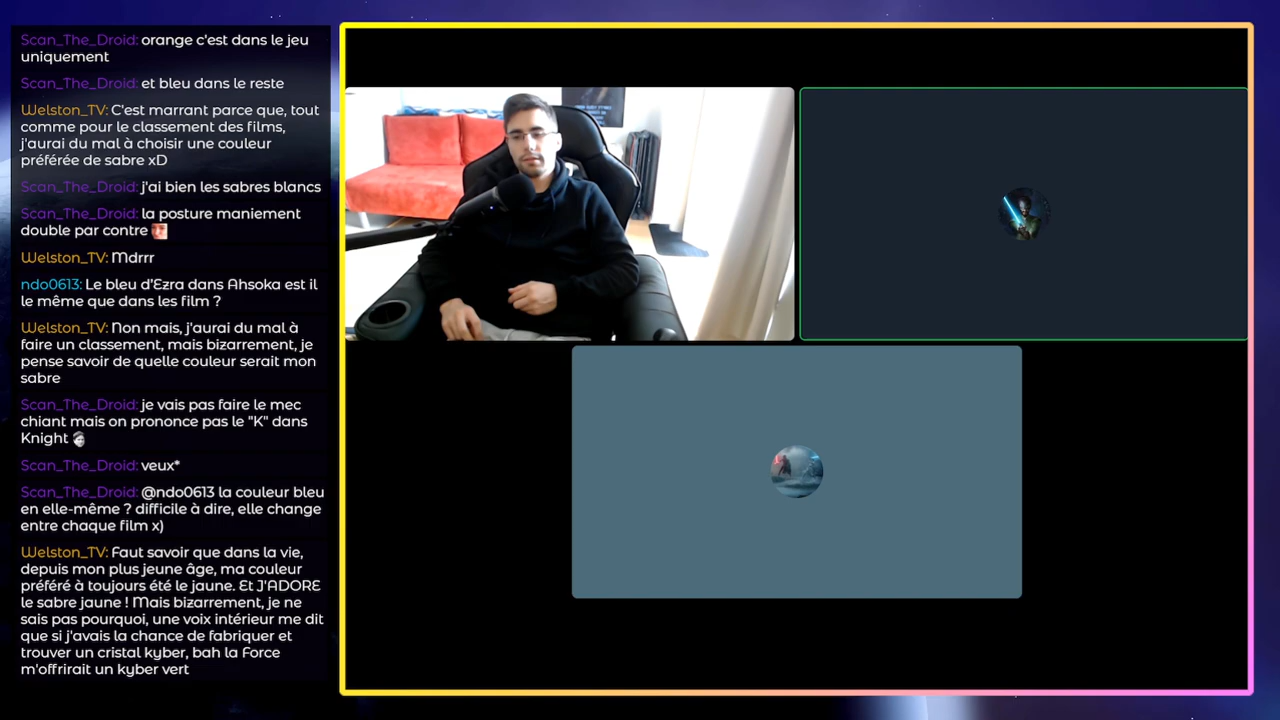 Scan_The_Droid: orange c'est dans le jeu
uniquement
Scan_The_Droid: et bleu dans le reste
Welston_TV: C'est marrant parce que, tout
comme pour le classement des films,
j'aurai du mal à choisir une couleur
préférée de sabre xD
Scan_The_Droid: j'ai bien les sabres blancs
Scan_The_Droid: la posture maniement
double par contre
Welston_TV: Mdrrr
ndo0613: Le bleu d'Ezra dans Ahsoka est il
le même que dans les film ?
Welston_TV: Non mais, j'aurai du mal à
faire un classement, mais bizarrement, je
pense savoir de quelle couleur serait mon
sabre
Scan_The_Droid: je vais pas faire le mec
chiant mais on prononce pas le "K" dans
Knight
Scan_The_Droid: veux*
Scan_The_Droid: @ndo0613 la couleur bleu
en elle-même ? difficile à dire, elle change
entre chaque film x)
Welston_TV: Faut savoir que dans la vie,
depuis mon plus jeune âge, ma couleur
préféré à toujours été le jaune. Et J'ADORE
le sabre jaune ! Mais bizarrement, je ne
sais pas pourquoi, une voix intérieur me dit
que si j'avais la chance de fabriquer et
trouver un cristal kyber, bah la Force
m'offrirait un kyber vert